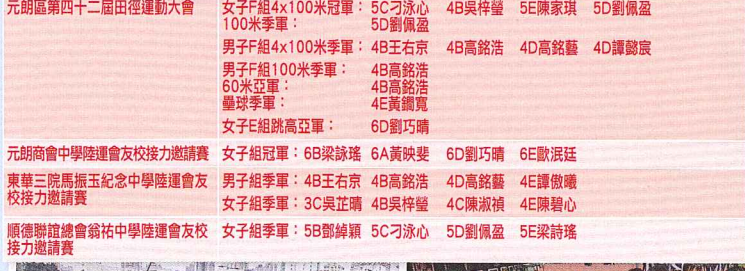 元朗區第四十二屆田徑運動大會 女子F組4x100米冠軍： 5C刁泳心 4B吳梓瑩 5E陳家琪 5D劉佩盈
100米季軍： 5D劉佩盈
男子F組4x100米季軍： 4B王右京 4B高銘浩 4D高銘藝 4D譚懿宸
男子F組100米季軍： 4B高銘浩
60米亞軍： 4B高銘浩
壘球季軍： 4E黃鐦寬
女子E組跳高亞軍： 6D劉巧晴
元朗商會中學陸運會友校接力邀請賽 女子組冠軍：6B梁詠瑤 6A黃映斐 6D劉巧晴 6E歐泯廷
東華三院馬振玉紀念中學陸運會友 男子組季軍：4B王右京 4B高銘浩 4D高銘藝 4E譚傲曦
校接力邀請賽 女子組季軍：3C吳芷晴 4B吳梓瑩 4C陳淑禎 4E陳碧心
順德聯誼總會翁祐中學陸運會友校 女子組季軍：5B鄧綽穎 5C刁泳心 5D劉佩盈 5E梁詩瑤
接力邀請賽